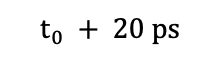 t₀ + 20 ps